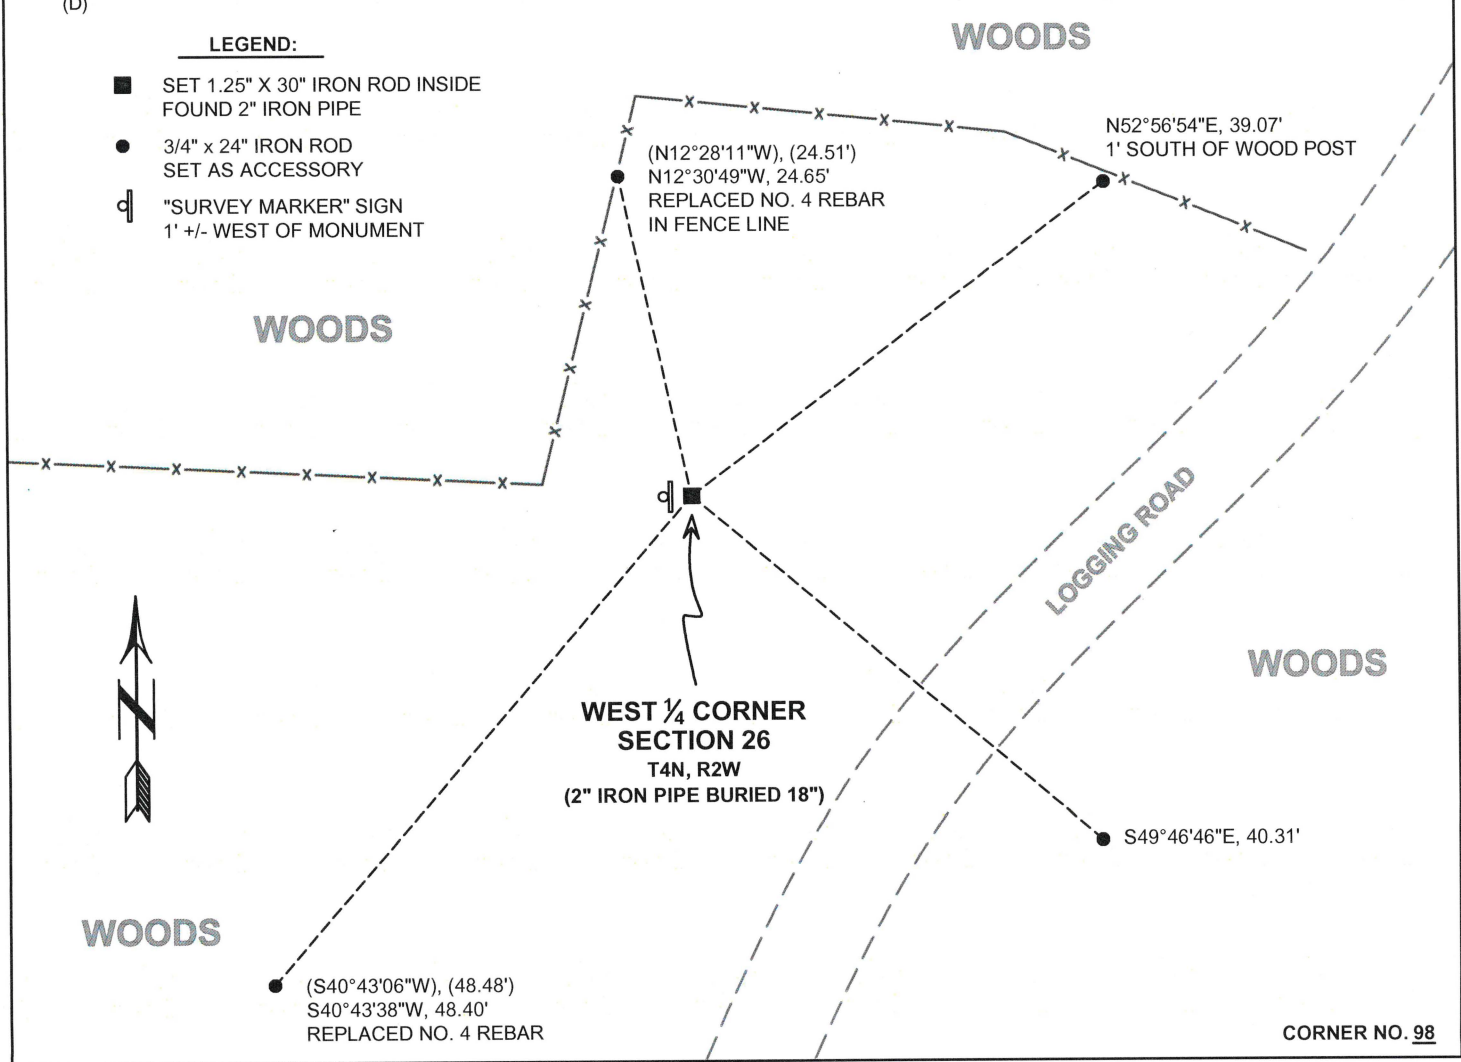 (D)
LEGEND:
SET 1.25" X 30" IRON ROD INSIDE
FOUND 2" IRON PIPE
3/4" x 24" IRON ROD
SET AS ACCESSORY
"SURVEY MARKER" SIGN
1' +/- WEST OF MONUMENT
WOODS
(N12°28'11"W), (24.51')
N12°30'49"W, 24.65'
REPLACED NO. 4 REBAR
IN FENCE LINE
N52°56'54"E, 39.07'
1' SOUTH OF WOOD POST
WOODS
LOGGING ROAD
N
WEST 1/4 CORNER
SECTION 26
T4N, R2W
(2" IRON PIPE BURIED 18")
WOODS
S49°46'46"E, 40.31'
WOODS
(S40°43'06"W), (48.48')
S40°43'38"W, 48.40'
REPLACED NO. 4 REBAR
CORNER NO. 98